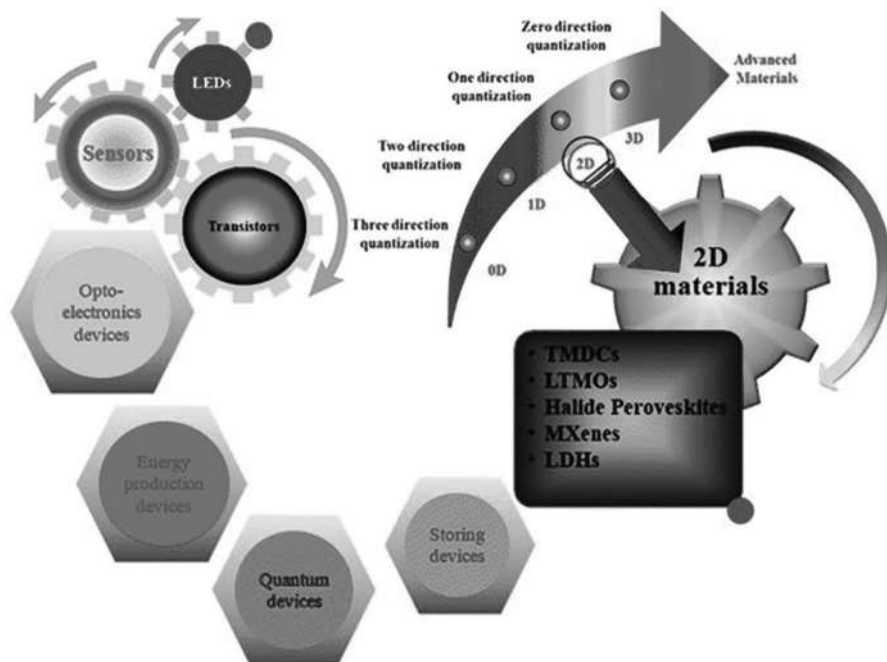 LEDs
Sensors
Transistors
Opto-
electronics
devices
Energy
production
devices
Quantum
devices
Storing
devices
Zero direction
quantization
One direction
quantization
Two direction
quantization
Three direction
quantization
0D
1D
2D
3D
Advanced
Materials
2D
materials
• TMDCs
• LTMOs
• Halide Peroveskites
• MXenes
• LDHs